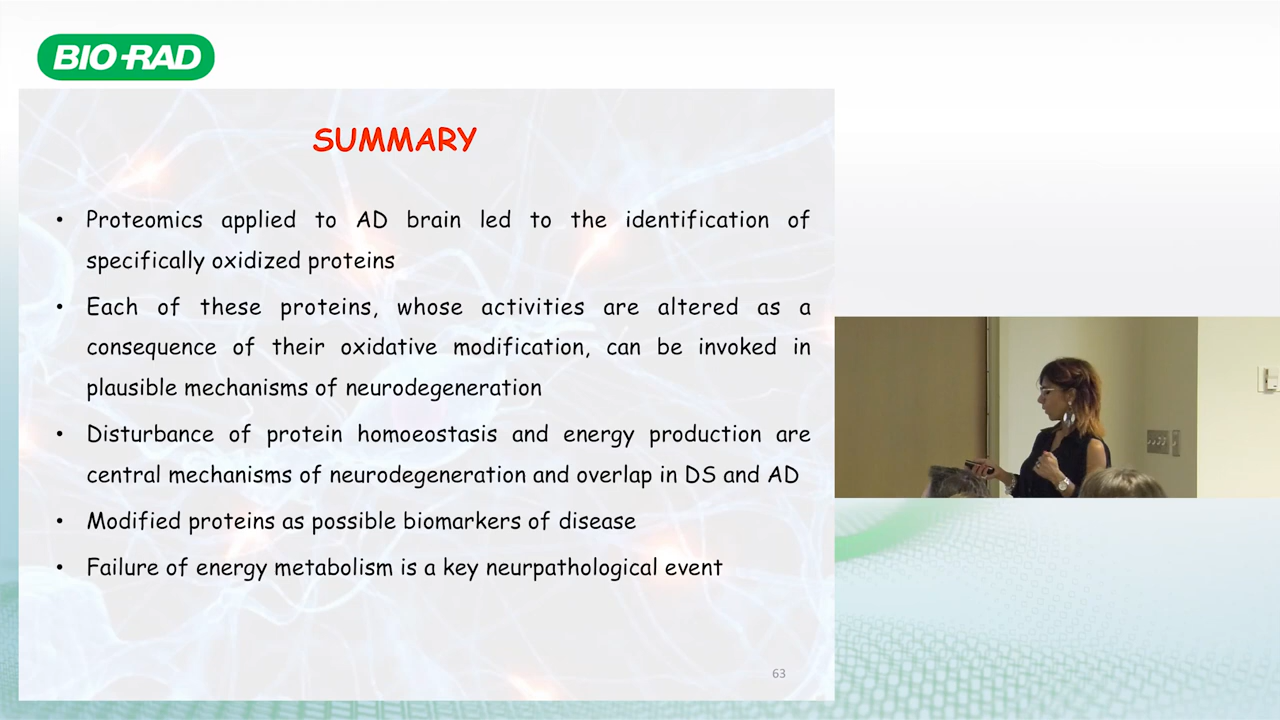 BIO-RAD
SUMMARY
• Proteomics applied to AD brain led to the identification of
specifically oxidized proteins
• Each of these proteins, whose activities are altered as a
consequence of their oxidative modification, can be invoked in
plausible mechanisms of neurodegeneration
• Disturbance of protein homoeostasis and energy production are
central mechanisms of neurodegeneration and overlap in DS and AD
• Modified proteins as possible biomarkers of disease
• Failure of energy metabolism is a key neurpathological event
63